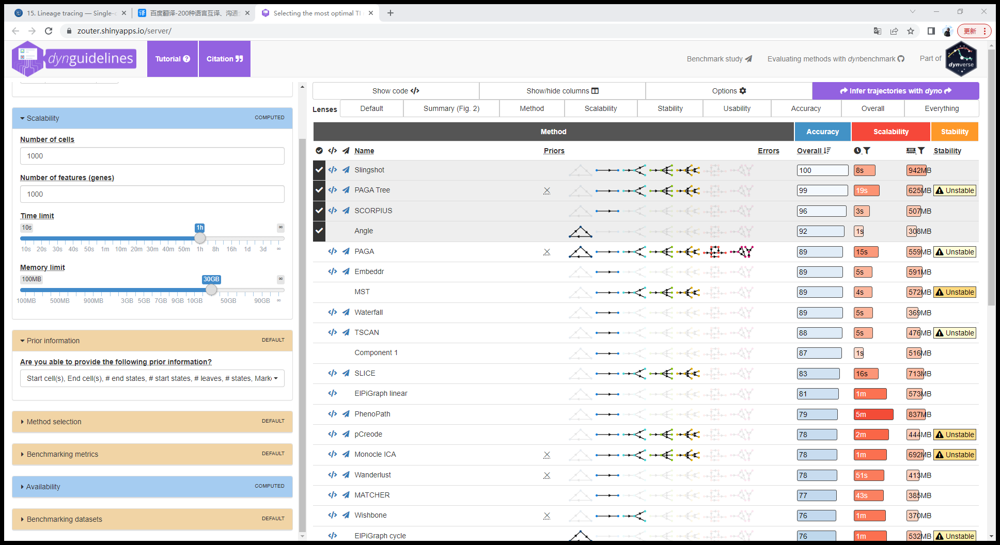 15. Lineage tracing — Single-c
百度翻译-200种语言互译、沟通
Selecting the most optimal TI
zouter.shinyapps.io/server/
更新
dynguidelines
Tutorial
Citation
Benchmark study
Evaluating methods with dynbenchmark
Part of
dynverse
Show code
Show/hide columns
Options
Infer trajectories with dyno
Lenses
Default
Summary (Fig. 2)
Method
Scalability
Stability
Usability
Accuracy
Overall
Everything
Scalability
COMPUTED
Number of cells
1000
Number of features (genes)
1000
Time limit
10s 1h ∞
10s 20s 30s 40s 50s 1m 10m 20m 30m 40m 50m 1h 8h 16h 1d 3d ∞
Memory limit
100MB 30GB ∞
100MB 500MB 900MB 3GB 5GB 7GB 9GB 10GB 50GB 90GB ∞
Prior information
DEFAULT
Are you able to provide the following prior information?
Start cell(s), End cell(s), # end states, # start states, # leaves, # states, Mark
Method selection
DEFAULT
Benchmarking metrics
DEFAULT
Availability
COMPUTED
Benchmarking datasets
DEFAULT
Method Accuracy Scalability Stability
Name Priors Errors Overall Stability
Slingshot 100 8s 942MB
PAGA Tree 99 19s 625MB Unstable
SCORPIUS 96 3s 507MB
Angle 92 1s 308MB
PAGA 89 15s 559MB Unstable
Embeddr 89 5s 591MB
MST 89 4s 572MB Unstable
Waterfall 89 5s 369MB
TSCAN 88 5s 476MB Unstable
Component 1 87 1s 516MB
SLICE 83 16s 713MB
ElPiGraph linear 81 1m 573MB
PhenoPath 79 5m 837MB
pCreode 78 2m 444MB Unstable
Monocle ICA 78 1m 692MB Unstable
Wanderlust 78 51s 413MB
MATCHER 77 43s 385MB
Wishbone 76 1m 370MB
ElPiGraph cycle 76 1m 532MB Unstable